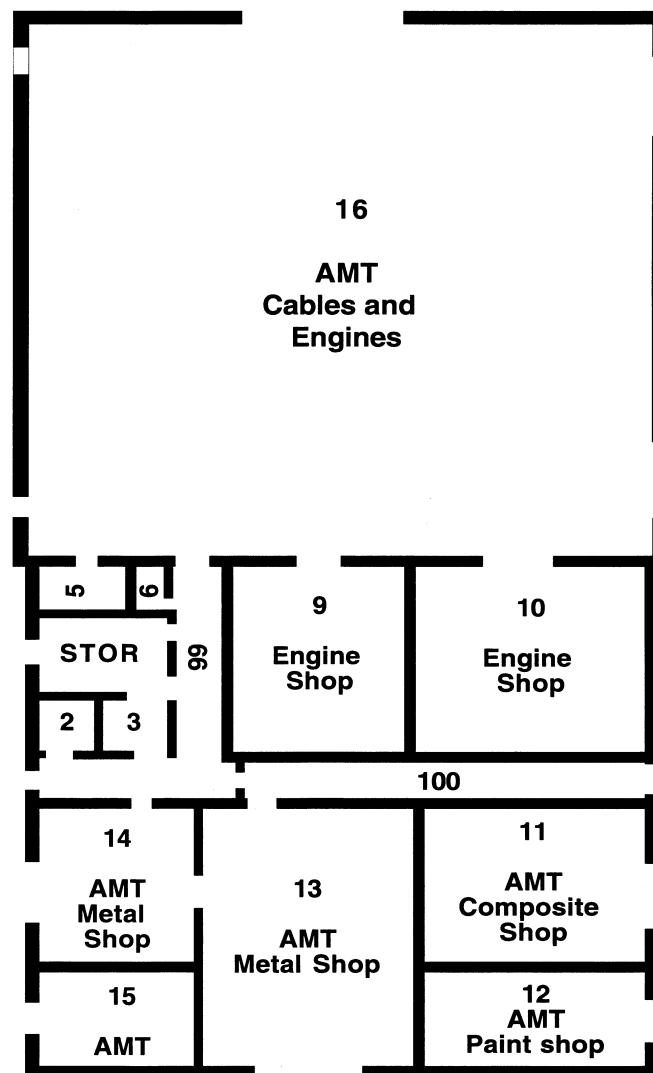 16
AMT
Cables and
Engines
5
6
9
Engine
Shop
10
Engine
Shop
STOR
99
2
3
100
14
AMT
Metal
Shop
13
AMT
Metal Shop
11
AMT
Composite
Shop
15
AMT
12
AMT
Paint shop